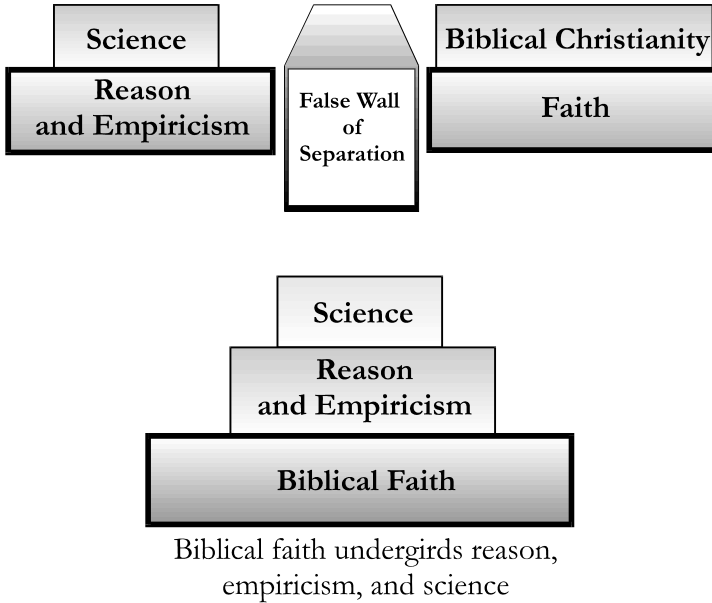 Science
Reason
and Empiricism
False Wall
of
Separation
Biblical Christianity
Faith
Science
Reason
and Empiricism
Biblical Faith
Biblical faith undergirds reason,
empiricism, and science